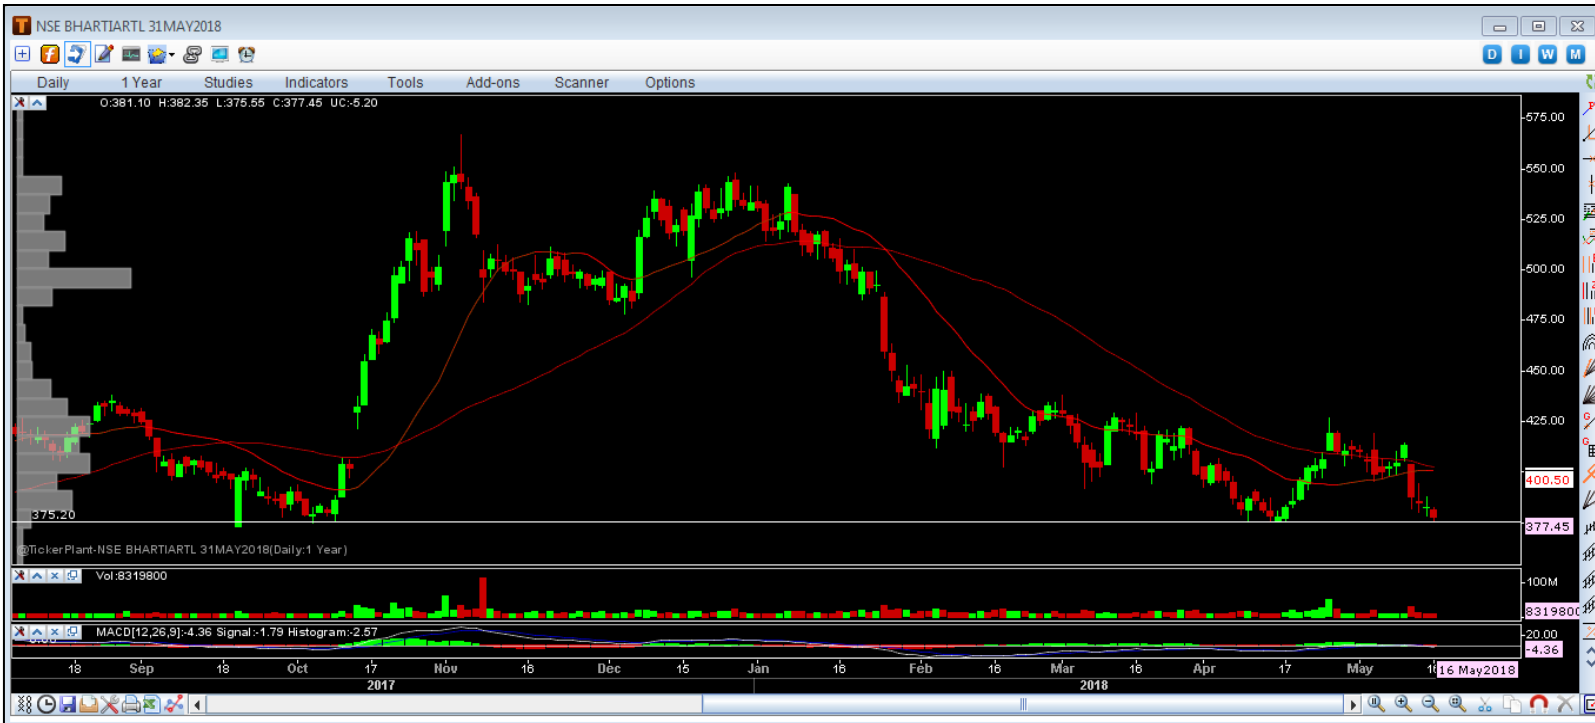 NSE BHARTIARTL 31MAY2018
D I W M
Daily 1 Year Studies Indicators Tools Add-ons Scanner Options
O:381.10 H:382.35 L:375.55 C:377.45 UC:-5.20
575.00
550.00
525.00
500.00
475.00
450.00
425.00
400.50
375.20
377.45
@TickerPlant-NSE BHARTIARTL 31MAY2018(Daily:1 Year)
Vol:8319800
100M
8319800
MACD[12,26,9]:-4.36 Signal:-1.79 Histogram:-2.57
20.00
-4.36
18 Sep 18 Oct 17 Nov 16 Dec 15 Jan 16 Feb 16 Mar 16 Apr 17 May 16 May2018
2017 2018